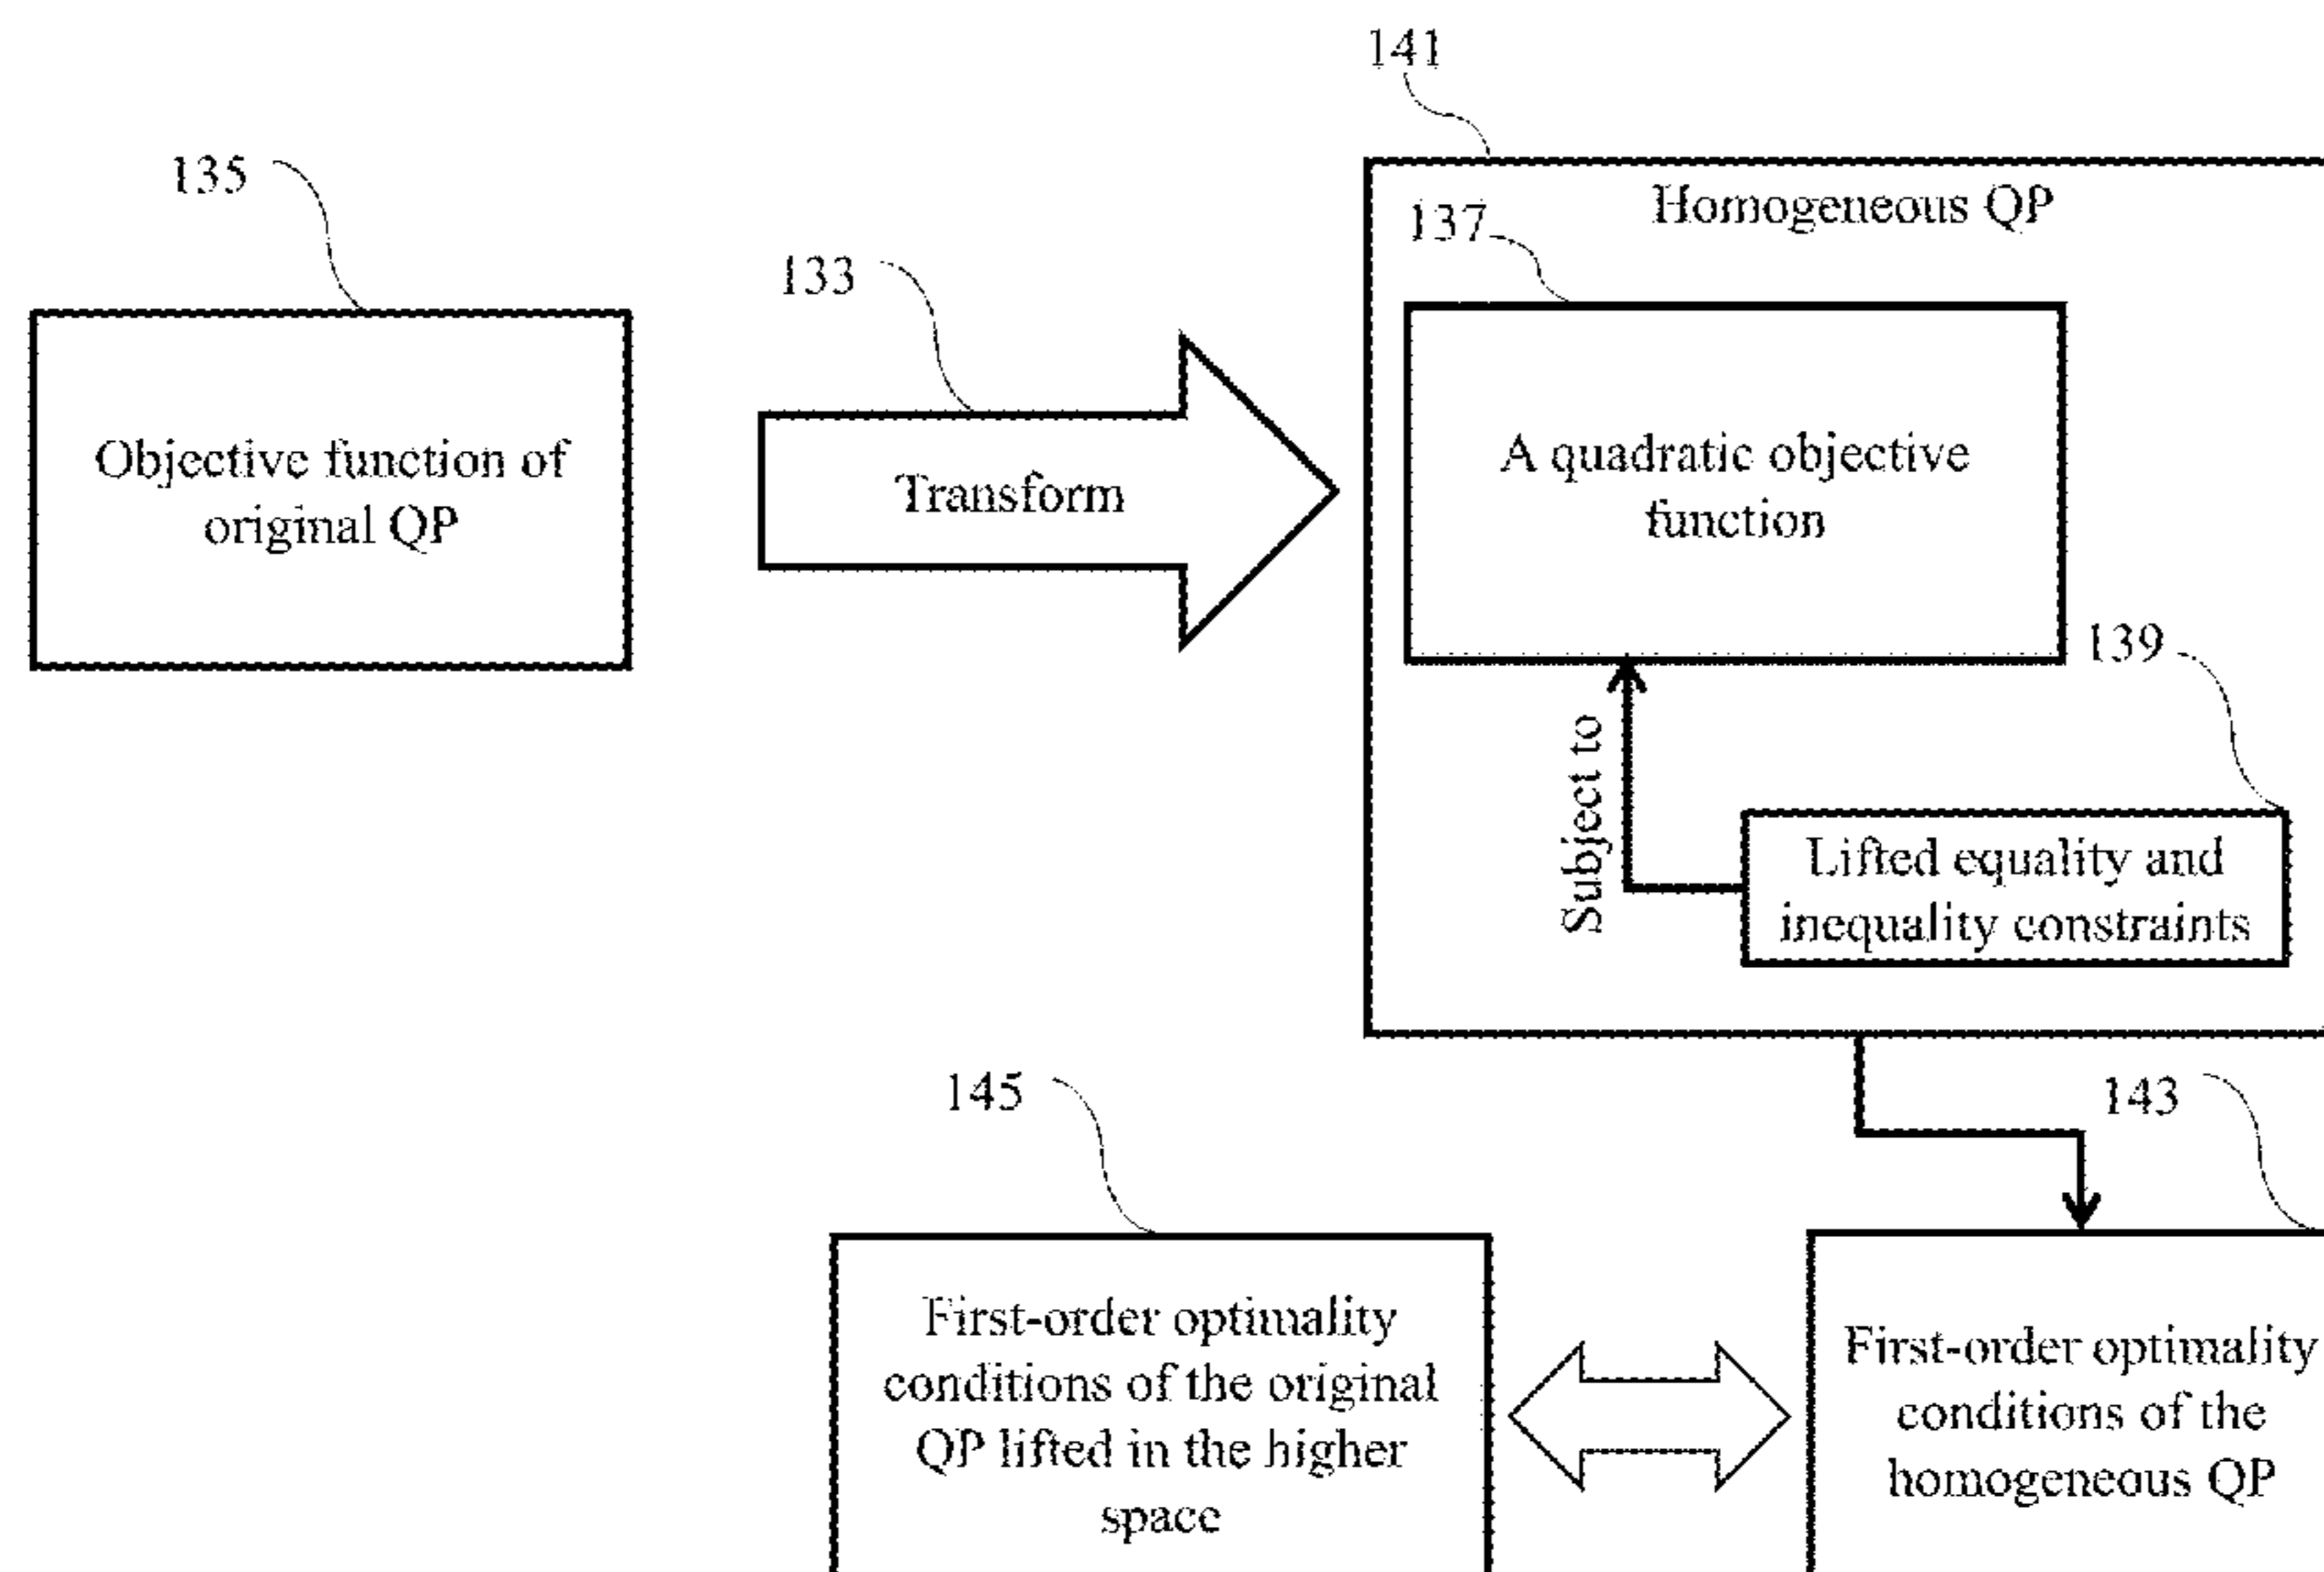 141
135
Homogeneous QP
137
133
Objective function of
original QP
Transform
A quadratic objective
function
139
Subject to
Lifted equality and
inequality constraints
145
143
First-order optimality
conditions of the original
QP lifted in the higher
space
First-order optimality
conditions of the
homogeneous QP